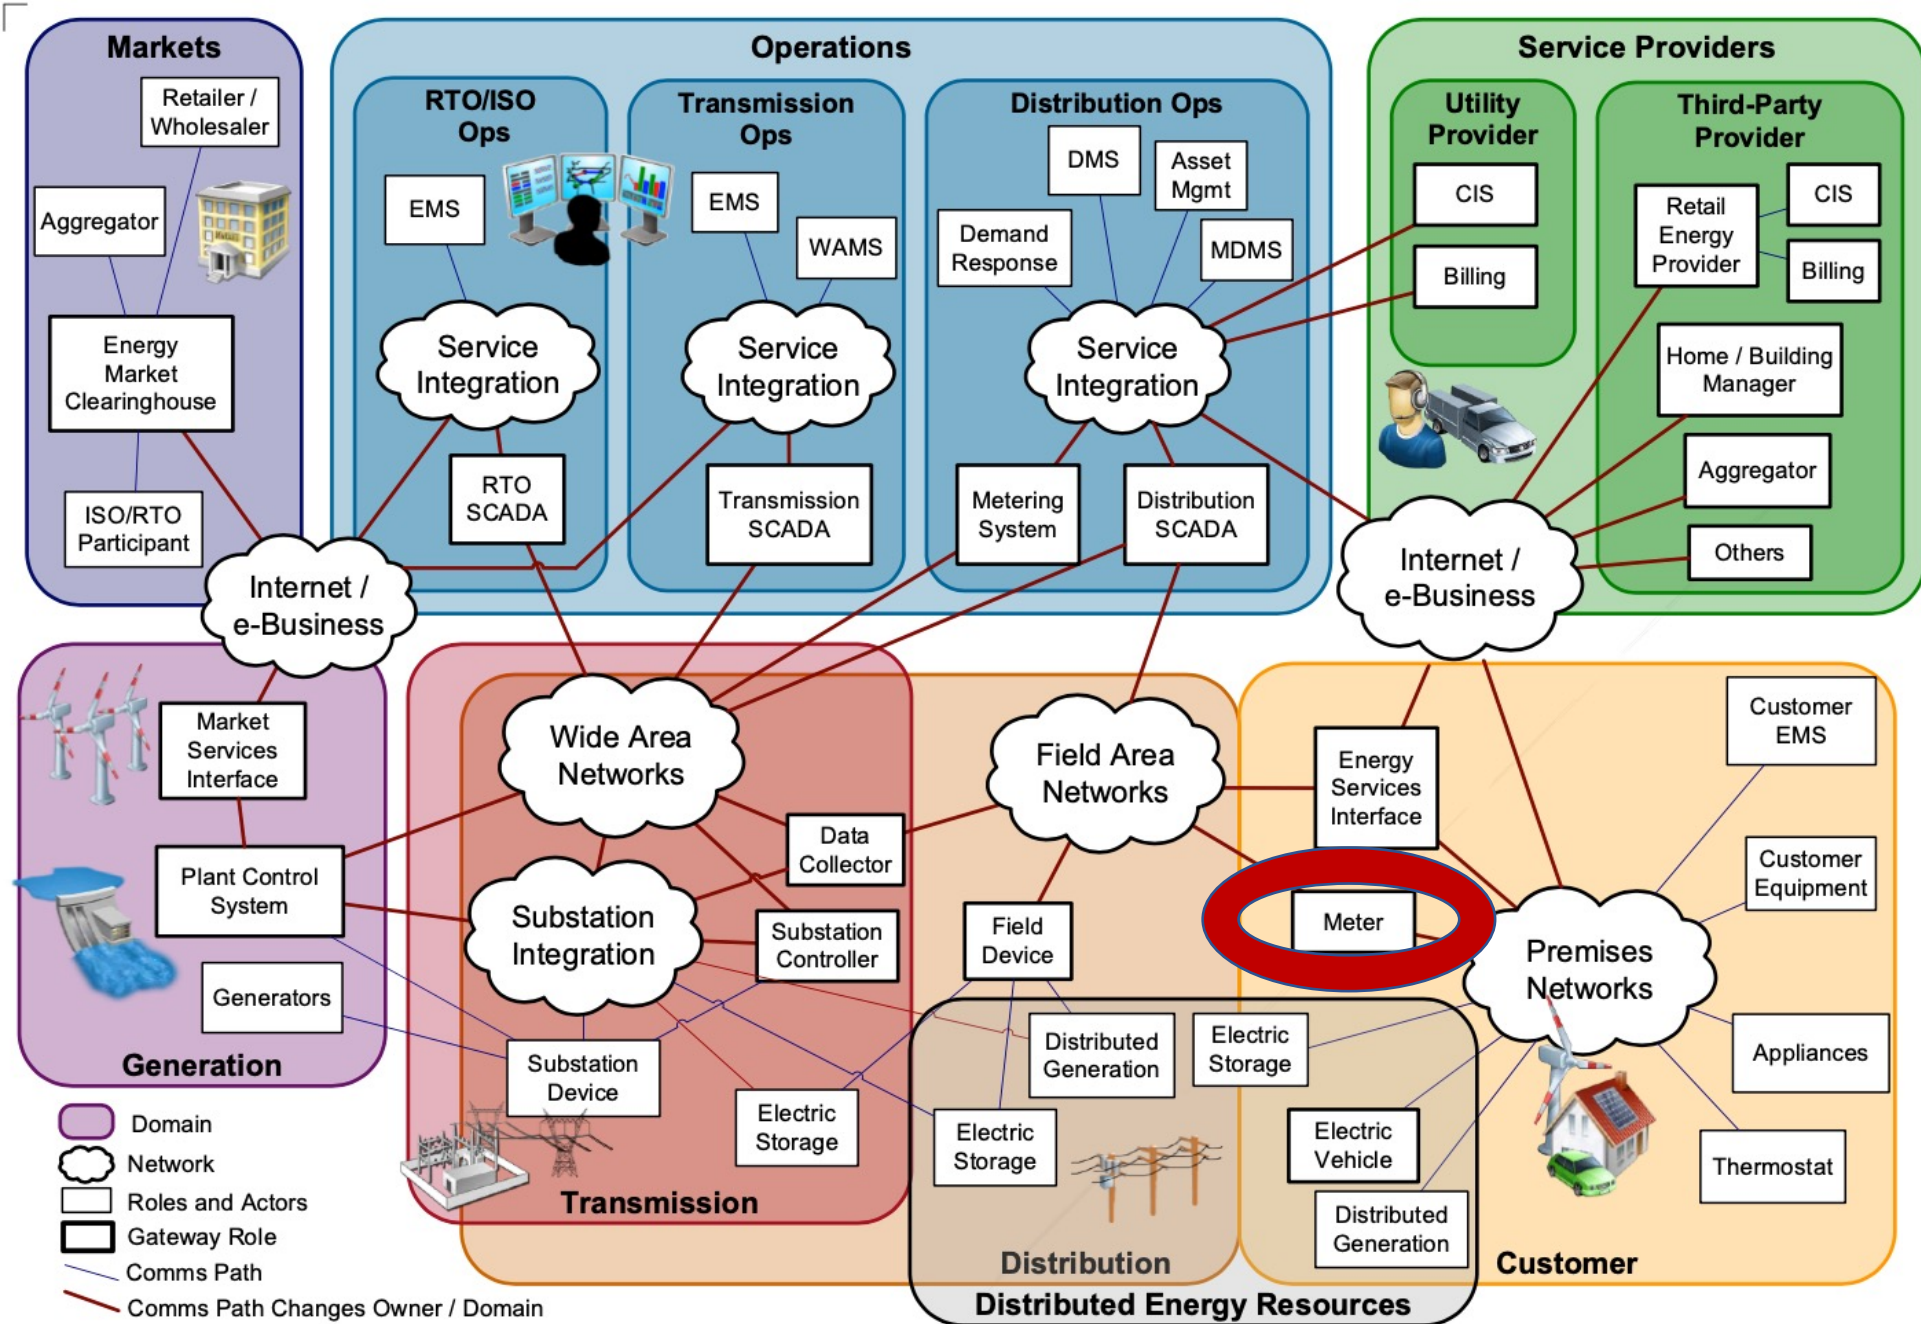 Markets
Retailer /
Wholesaler
Aggregator
Energy
Market
Clearinghouse
ISO/RTO
Participant
Internet /
e-Business
Operations
RTO/ISO
Ops
EMS
Service
Integration
RTO
SCADA
Transmission
Ops
EMS
WAMS
Service
Integration
Transmission
SCADA
Distribution Ops
DMS
Asset
Mgmt
Demand
Response
MDMS
Service
Integration
Metering
System
Distribution
SCADA
Service Providers
Utility
Provider
CIS
Billing
Third-Party
Provider
Retail
Energy
Provider
CIS
Billing
Home / Building
Manager
Aggregator
Others
Internet /
e-Business
Market
Services
Interface
Plant Control
System
Generators
Generation
Wide Area
Networks
Data
Collector
Substation
Integration
Substation
Controller
Substation
Device
Electric
Storage
Transmission
Field Area
Networks
Field
Device
Distributed
Generation
Electric
Storage
Distribution
Energy
Services
Interface
Meter
Premises
Networks
Customer
EMS
Customer
Equipment
Appliances
Thermostat
Electric
Storage
Electric
Vehicle
Distributed
Generation
Customer
Distributed Energy Resources
Domain
Network
Roles and Actors
Gateway Role
Comms Path
Comms Path Changes Owner / Domain